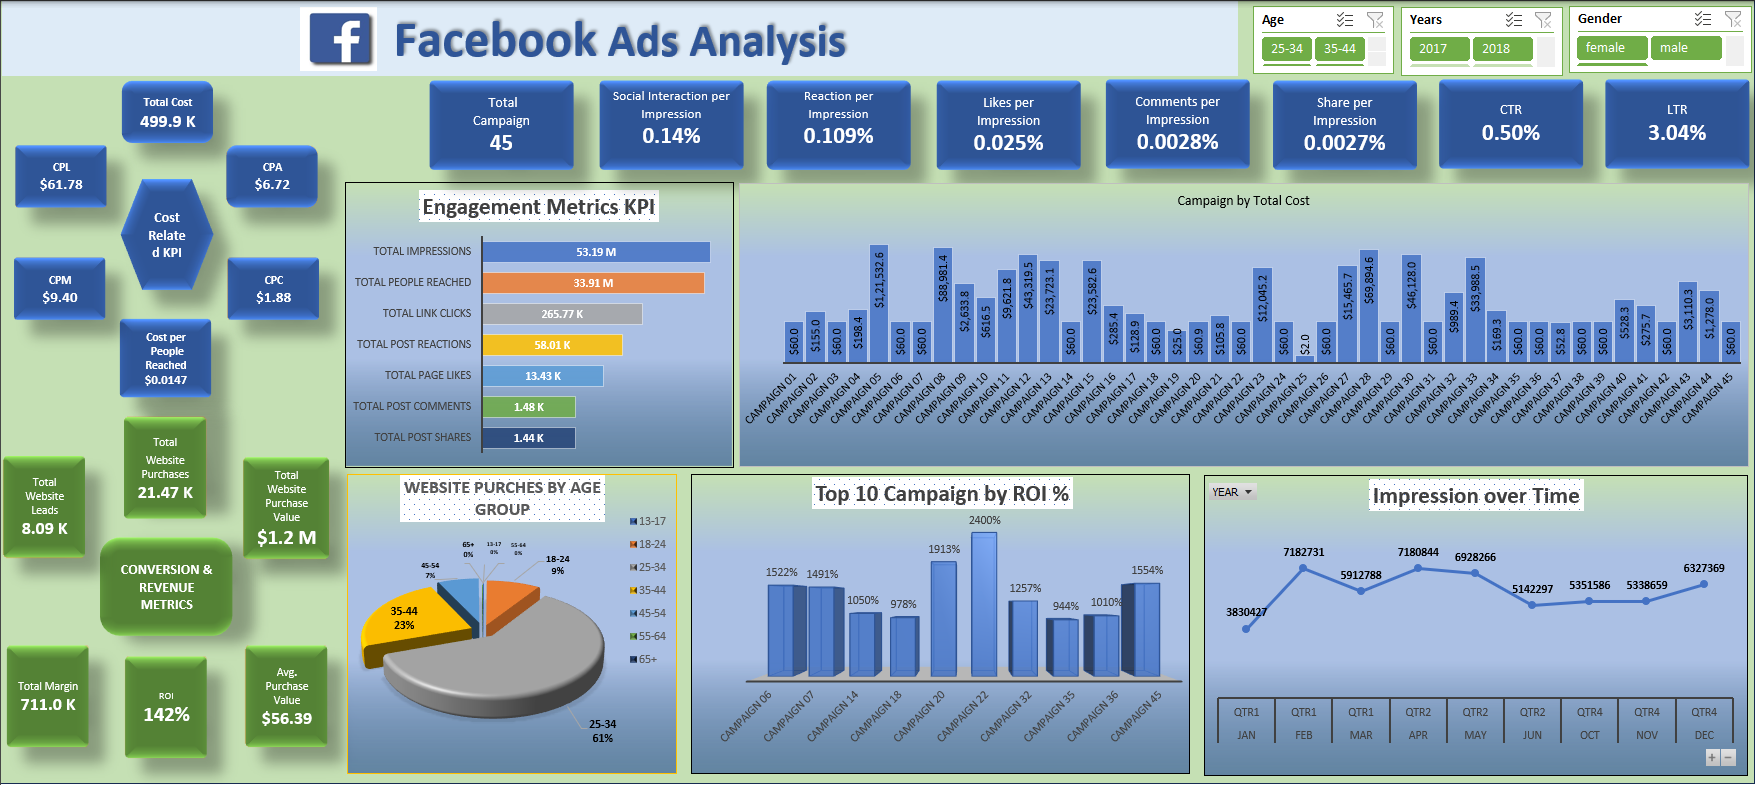 Facebook Ads Analysis
Age
25-34 35-44
Years
2017 2018
Gender
female male
Total Cost
499.9 K
CPL
$61.78
CPA
$6.72
Cost
Relate
d KPI
CPM
$9.40
CPC
$1.88
Cost per
People
Reached
$0.0147
Total
Campaign
45
Social Interaction per
Impression
0.14%
Reaction per
Impression
0.109%
Likes per
Impression
0.025%
Comments per
Impression
0.0028%
Share per
Impression
0.0027%
CTR
0.50%
LTR
3.04%
Engagement Metrics KPI
TOTAL IMPRESSIONS 53.19 M
TOTAL PEOPLE REACHED 33.91 M
TOTAL LINK CLICKS 265.77 K
TOTAL POST REACTIONS 58.01 K
TOTAL PAGE LIKES 13.43 K
TOTAL POST COMMENTS 1.48 K
TOTAL POST SHARES 1.44 K
Campaign by Total Cost
$60.0
$155.0
$60.0
$198.4
$1,21,532.6
$60.0
$60.0
$88,981.4
$2,633.8
$616.5
$9,621.8
$43,319.5
$23,723.1
$60.0
$23,582.6
$285.4
$128.9
$60.0
$25.0
$60.9
$105.8
$60.0
$12,045.2
$60.0
$2.0
$60.0
$15,465.7
$69,894.6
$60.0
$46,128.0
$60.0
$989.4
$33,988.5
$169.3
$60.0
$60.0
$52.8
$60.0
$60.0
$528.3
$275.7
$60.0
$3,110.3
$1,278.0
$60.0
CAMPAIGN 01
CAMPAIGN 02
CAMPAIGN 03
CAMPAIGN 04
CAMPAIGN 05
CAMPAIGN 06
CAMPAIGN 07
CAMPAIGN 08
CAMPAIGN 09
CAMPAIGN 10
CAMPAIGN 11
CAMPAIGN 12
CAMPAIGN 13
CAMPAIGN 14
CAMPAIGN 15
CAMPAIGN 16
CAMPAIGN 17
CAMPAIGN 18
CAMPAIGN 19
CAMPAIGN 20
CAMPAIGN 21
CAMPAIGN 22
CAMPAIGN 23
CAMPAIGN 24
CAMPAIGN 25
CAMPAIGN 26
CAMPAIGN 27
CAMPAIGN 28
CAMPAIGN 29
CAMPAIGN 30
CAMPAIGN 31
CAMPAIGN 32
CAMPAIGN 33
CAMPAIGN 34
CAMPAIGN 35
CAMPAIGN 36
CAMPAIGN 37
CAMPAIGN 38
CAMPAIGN 39
CAMPAIGN 40
CAMPAIGN 41
CAMPAIGN 42
CAMPAIGN 43
CAMPAIGN 44
CAMPAIGN 45
Total
Website
Purchases
21.47 K
Total
Website
Leads
8.09 K
Total
Website
Purchase
Value
$1.2 M
CONVERSION &
REVENUE
METRICS
Total Margin
711.0 K
ROI
142%
Avg.
Purchase
Value
$56.39
WEBSITE PURCHES BY AGE
GROUP
65+
0%
13-17
0%
55-64
0%
18-24
9%
45-54
7%
35-44
23%
25-34
61%
13-17
18-24
25-34
35-44
45-54
55-64
65+
Top 10 Campaign by ROI %
1522%
1491%
1050%
978%
1913%
2400%
1257%
944%
1010%
1554%
CAMPAIGN 06
CAMPAIGN 07
CAMPAIGN 14
CAMPAIGN 18
CAMPAIGN 20
CAMPAIGN 22
CAMPAIGN 32
CAMPAIGN 35
CAMPAIGN 36
CAMPAIGN 45
YEAR
Impression over Time
3830427
7182731
5912788
7180844
6928266
5142297
5351586
5338659
6327369
QTR1 QTR1 QTR1 QTR2 QTR2 QTR2 QTR4 QTR4 QTR4
JAN FEB MAR APR MAY JUN OCT NOV DEC